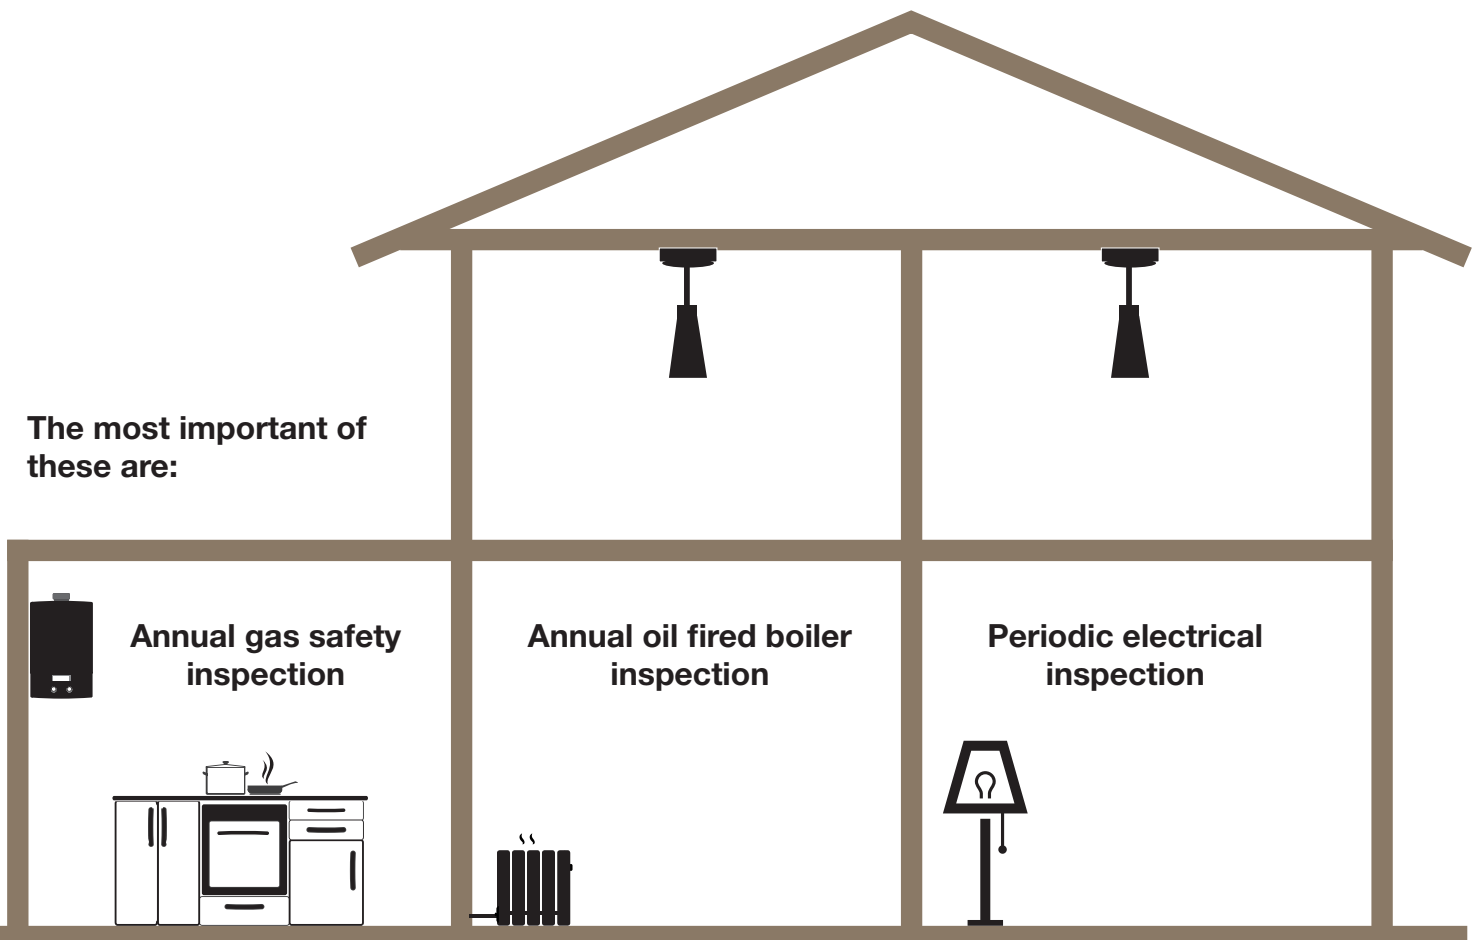 The most important of
these are:
Annual gas safety
inspection
Annual oil fired boiler
inspection
Periodic electrical
inspection